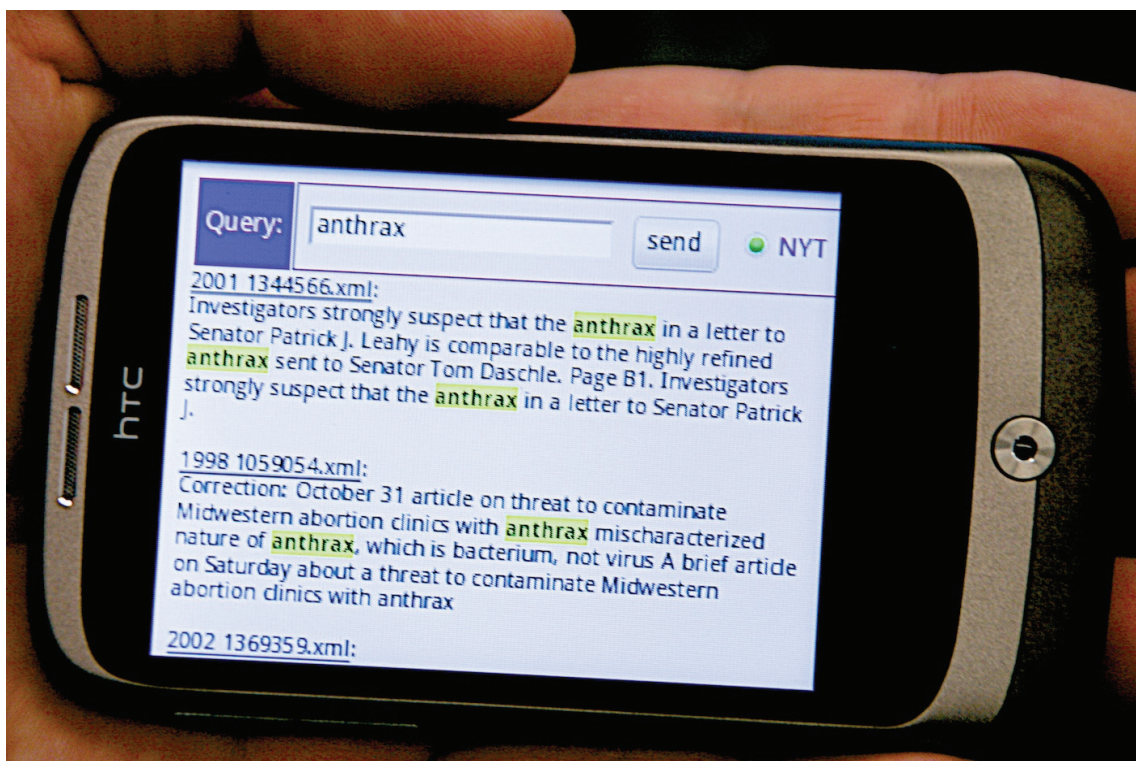 hTC
Query: anthrax send NYT
2001 1344566.xml:
Investigators strongly suspect that the anthrax in a letter to
Senator Patrick J. Leahy is comparable to the highly refined
anthrax sent to Senator Tom Daschle. Page B1. Investigators
strongly suspect that the anthrax in a letter to Senator Patrick
J.
1998 1059054.xml:
Correction: October 31 article on threat to contaminate
Midwestern abortion clinics with anthrax mischaracterized
nature of anthrax, which is bacterium, not virus A brief article
on Saturday about a threat to contaminate Midwestern
abortion clinics with anthrax
2002 1369359.xml: